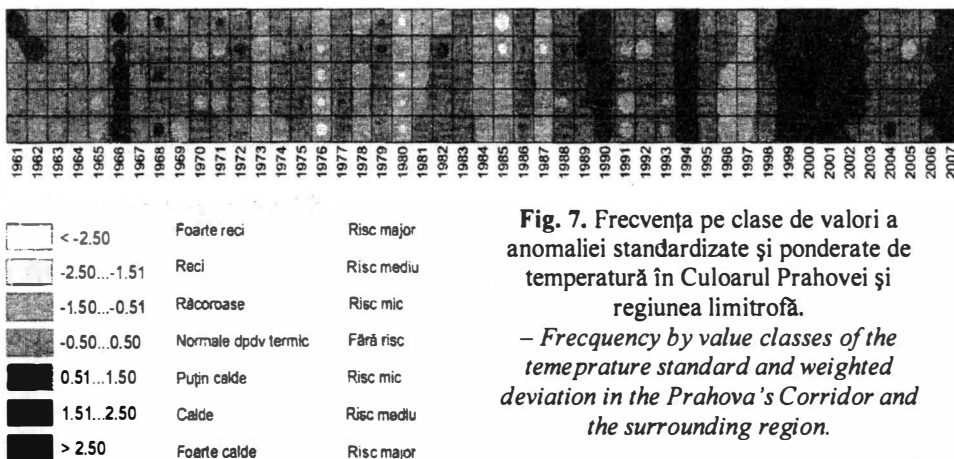 1961 1962 1963 1964 1965 1966 1967 1968 1969 1970 1971 1972 1973 1974 1975 1976 1977 1978 1979 1980 1981 1982 1983 1984 1985 1986 1987 1988 1989 1990 1991 1992 1993 1994 1995 1996 1997 1998 1999 2000 2001 2002 2003 2004 2005 2006 2007
< -2.50 Foarte reci Risc major
-2.50...-1.51 Reci Risc mediu
-1.50...-0.51 Răcoroase Risc mic
-0.50...0.50 Normale dpdv termic Fără risc
0.51...1.50 Puțin calde Risc mic
1.51...2.50 Calde Risc mediu
> 2.50 Foarte calde Risc major
Fig. 7. Frecvența pe clase de valori a
anomaliei standardizate și ponderate de
temperatură în Culoarul Prahovei și
regiunea limitrofă.
– Frecquency by value classes of the
temeprature standard and weighted
deviation in the Prahova's Corridor and
the surrounding region.